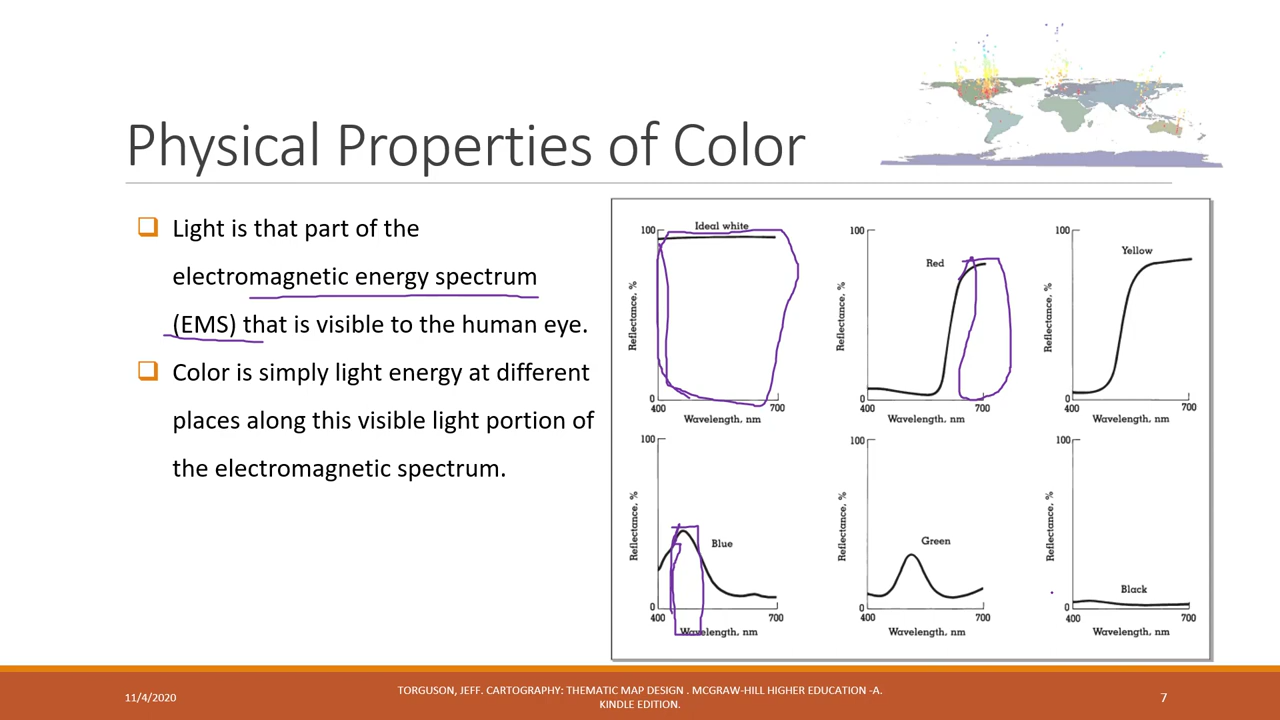 Physical Properties of Color
❑ Light is that part of the
electromagnetic energy spectrum
(EMS) that is visible to the human eye.
❑ Color is simply light energy at different
places along this visible light portion of
the electromagnetic spectrum.
Ideal white
100
Reflectance, %
0
400
700
Wavelength, nm
Red
100
Reflectance, %
0
400
700
Wavelength, nm
Yellow
100
Reflectance, %
0
400
700
Wavelength, nm
Blue
100
Reflectance, %
0
400
700
Wavelength, nm
Green
100
Reflectance, %
0
400
700
Wavelength, nm
Black
100
Reflectance, %
0
400
700
Wavelength, nm
11/4/2020
TORGUSON, JEFF. CARTOGRAPHY: THEMATIC MAP DESIGN . MCGRAW-HILL HIGHER EDUCATION -A.
KINDLE EDITION.
7